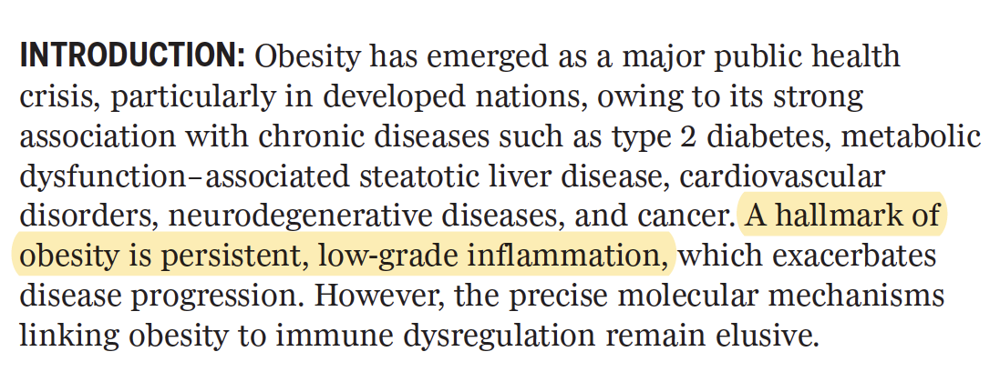 INTRODUCTION: Obesity has emerged as a major public health
crisis, particularly in developed nations, owing to its strong
association with chronic diseases such as type 2 diabetes, metabolic
dysfunction–associated steatotic liver disease, cardiovascular
disorders, neurodegenerative diseases, and cancer. A hallmark of
obesity is persistent, low-grade inflammation, which exacerbates
disease progression. However, the precise molecular mechanisms
linking obesity to immune dysregulation remain elusive.